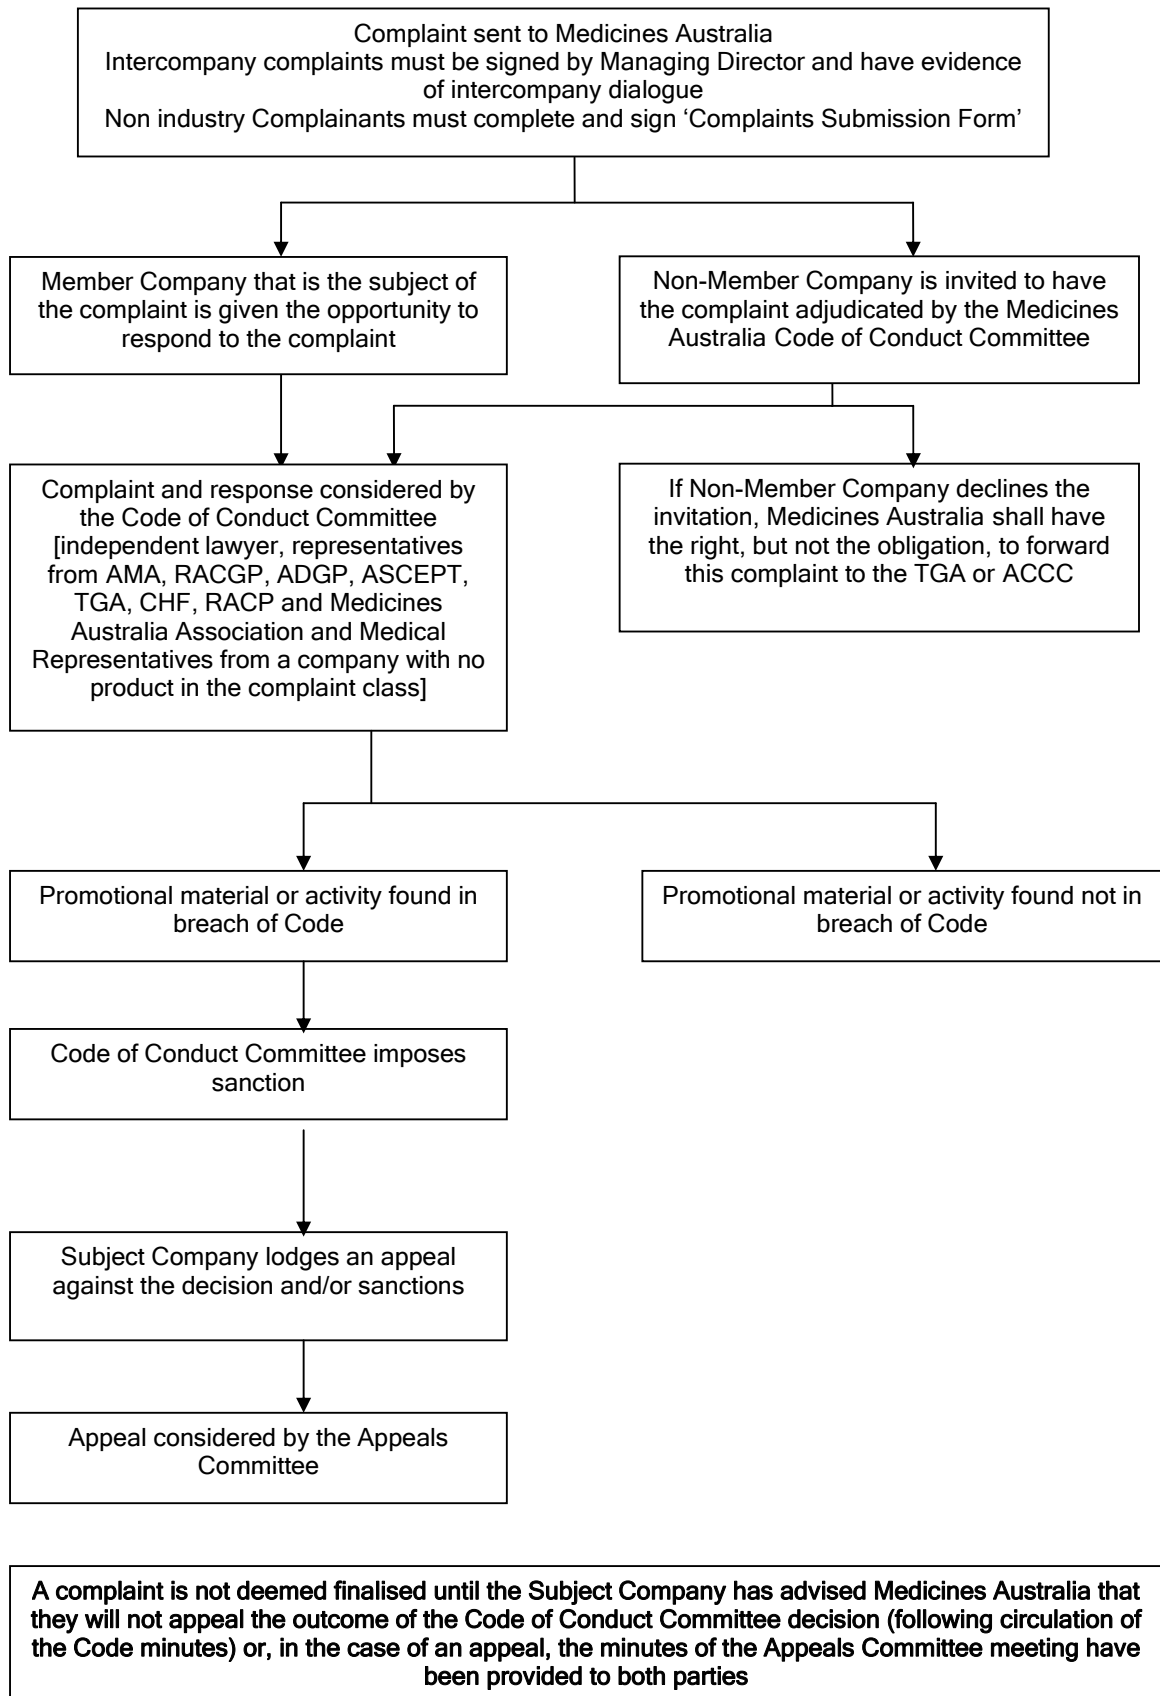 Complaint sent to Medicines Australia
Intercompany complaints must be signed by Managing Director and have evidence
of intercompany dialogue
Non industry Complainants must complete and sign ‘Complaints Submission Form’
Member Company that is the subject of
the complaint is given the opportunity to
respond to the complaint
Non-Member Company is invited to have
the complaint adjudicated by the Medicines
Australia Code of Conduct Committee
Complaint and response considered by
the Code of Conduct Committee
[independent lawyer, representatives
from AMA, RACGP, ADGP, ASCEPT,
TGA, CHF, RACP and Medicines
Australia Association and Medical
Representatives from a company with no
product in the complaint class]
If Non-Member Company declines the
invitation, Medicines Australia shall have
the right, but not the obligation, to forward
this complaint to the TGA or ACCC
Promotional material or activity found in
breach of Code
Promotional material or activity found not in
breach of Code
Code of Conduct Committee imposes
sanction
Subject Company lodges an appeal
against the decision and/or sanctions
Appeal considered by the Appeals
Committee
A complaint is not deemed finalised until the Subject Company has advised Medicines Australia that
they will not appeal the outcome of the Code of Conduct Committee decision (following circulation of
the Code minutes) or, in the case of an appeal, the minutes of the Appeals Committee meeting have
been provided to both parties